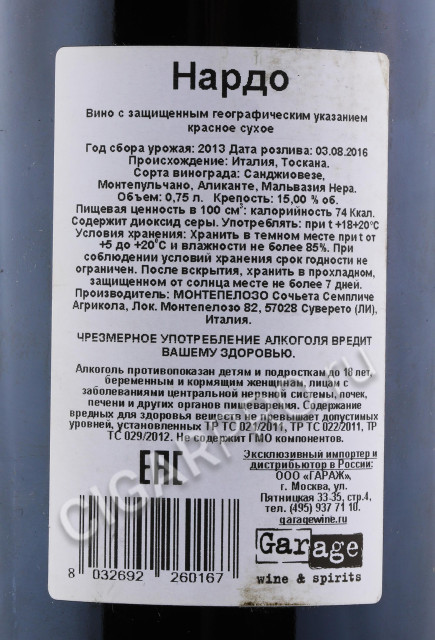 Нардо
Вино с защищенным географическим указанием
красное сухое
Год сбора урожая: 2013 Дата розлива: 03.08.2016
Происхождение: Италия, Тоскана.
Сорта винограда: Санджиовезе,
Монтепульчано, Аликанте, Мальвазия Нера.
Объем: 0,75 л. Крепость: 15,00 % об.
Пищевая ценность в 100 см³: калорийность 74 Ккал.
Содержит диоксид серы. Употреблять: при t +18+20°С
Условия хранения: Хранить в темном месте при t от
+5 до +20°С и влажности не более 85%. При
соблюдении условий хранения срок годности не
ограничен. После вскрытия, хранить в прохладном,
защищенном от солнца месте не более 7 дней.
Производитель: МОНТЕПЕЛОЗО Сочьета Семпличе
Агрикола, Лок. Монтепелозо 82, 57028 Суверето (ЛИ),
Италия.
ЧРЕЗМЕРНОЕ УПОТРЕБЛЕНИЕ АЛКОГОЛЯ ВРЕДИТ
ВАШЕМУ ЗДОРОВЬЮ.
Алкоголь противопоказан детям и подросткам до 18 лет,
беременным и кормящим женщинам, лицам с
заболеваниями центральной нервной системы, почек,
печени и других органов пищеварения. Содержание
вредных для здоровья веществ не превышает допустимых
уровней, установленных ТР ТС 021/2011, ТР ТС 022/2011, ТР
ТС 029/2012. Не содержит ГМО компонентов.
EAC
Эксклюзивный импортер и
дистрибьютор в России:
ООО «ГАРАЖ»,
г. Москва, ул.
Пятницкая 33-35, стр.4,
тел. (495) 937 71 10.
garagewine.ru
Garage
wine & spirits
8 032692 260167